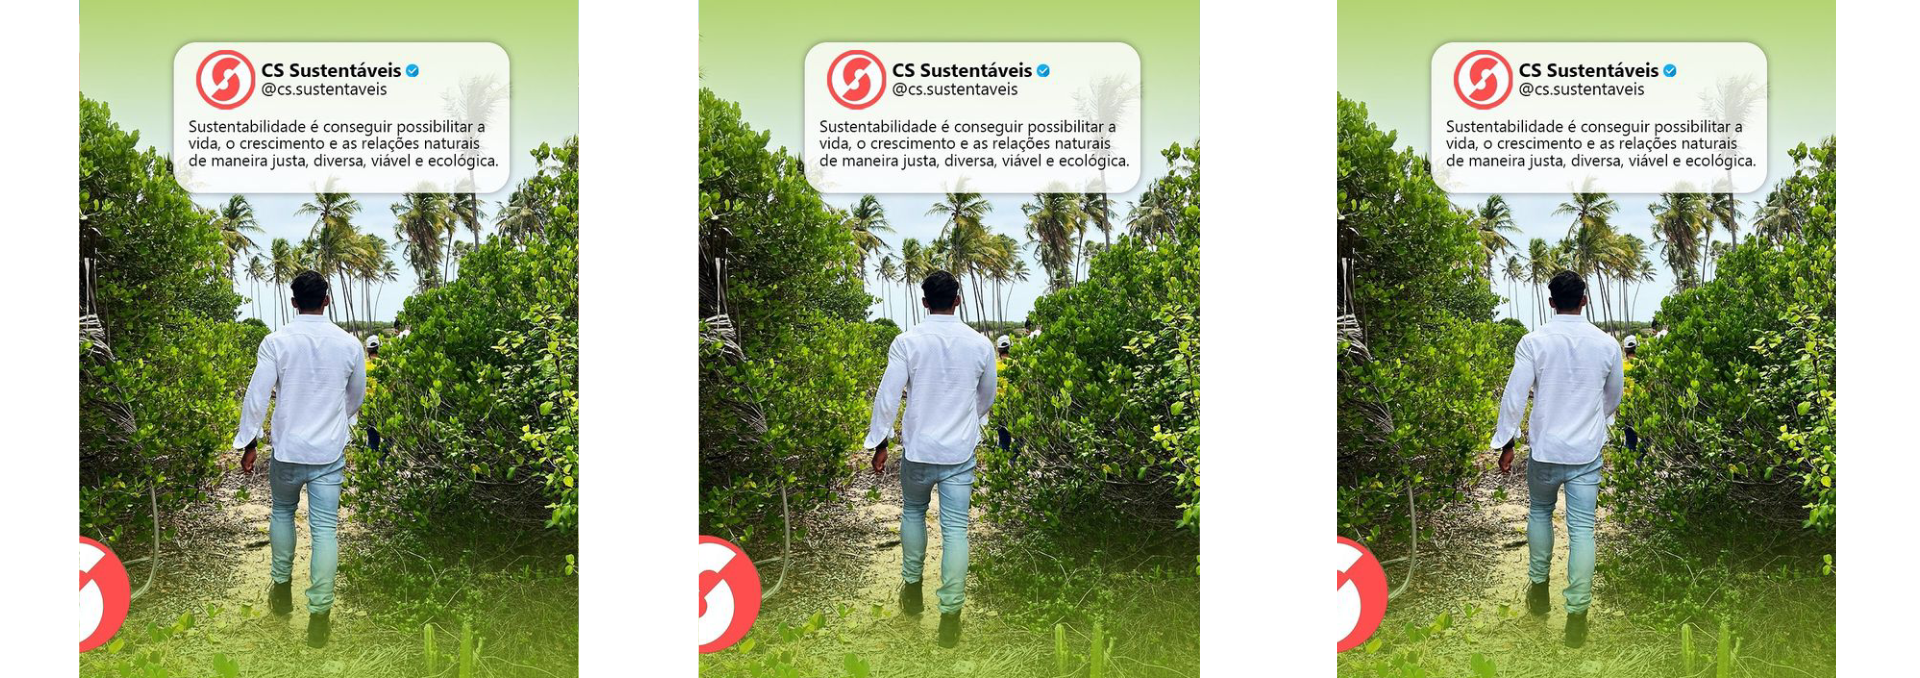 CS Sustentáveis
@cs.sustentaveis
Sustentabilidade é conseguir possibilitar a
vida, o crescimento e as relações naturais
de maneira justa, diversa, viável e ecológica.
CS Sustentáveis
@cs.sustentaveis
Sustentabilidade é conseguir possibilitar a
vida, o crescimento e as relações naturais
de maneira justa, diversa, viável e ecológica.
CS Sustentáveis
@cs.sustentaveis
Sustentabilidade é conseguir possibilitar a
vida, o crescimento e as relações naturais
de maneira justa, diversa, viável e ecológica.